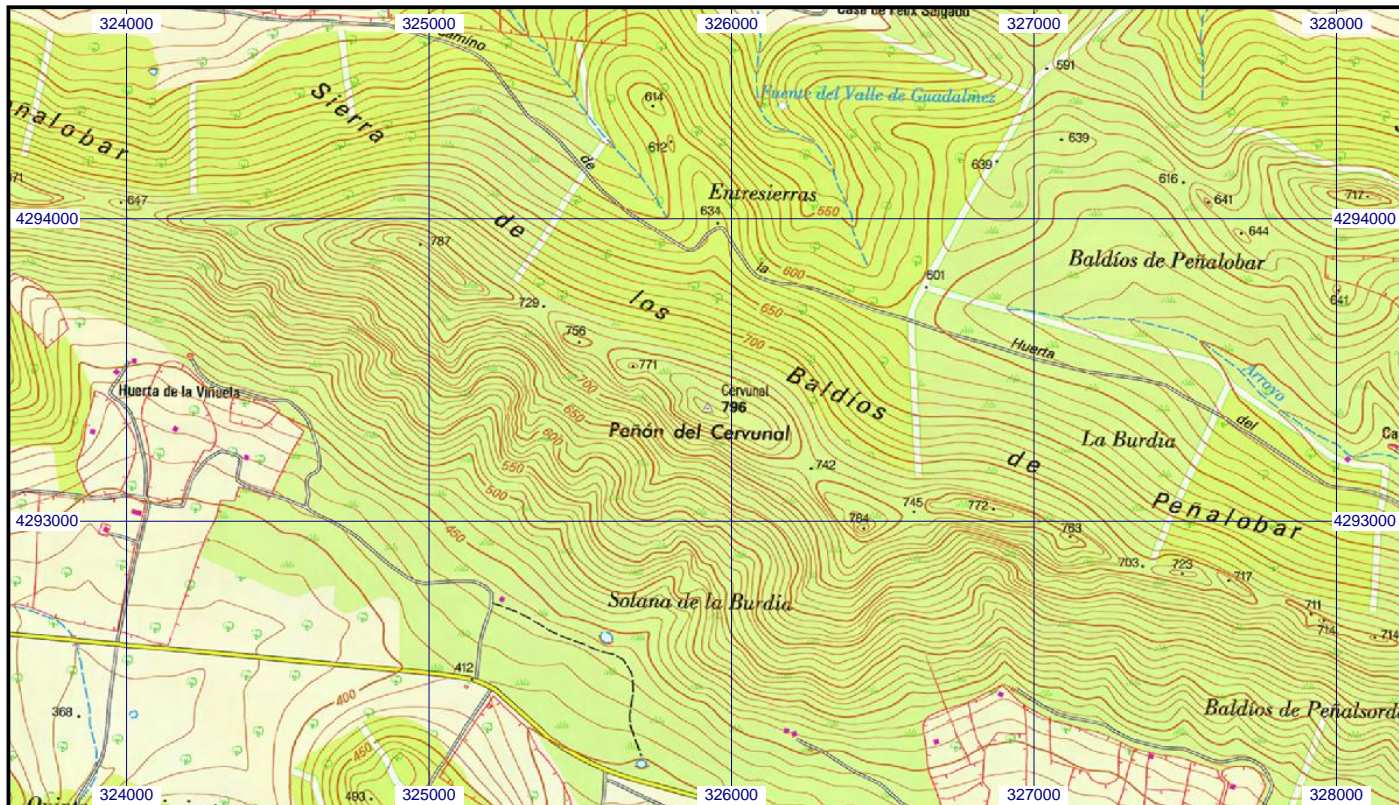 324000
325000
326000
327000
328000
Casa de Félix Salgado
Camino
591
Sierra
614
Fuente del Valle de Guadalmez
ñalobar
612
de
639
639
671
616
717
647
Entresierras
641
4294000
634
550
4294000
de
787
644
la
600
Baldíos de Peñalobar
601
641
729
los
650
756
700
Huerta
771
Arroyo
Huerta de la Viñuela
700
Cervunal
796
Baldíos
650
del
Peñón del Cervunal
600
La Burdia
550
742
de
500
745
772
Peñalobar
4293000
450
784
763
4293000
703
723
717
Solana de la Burdia
711
714
714
412
400
368
Baldíos de Peñalsordo
450
493
324000
325000
326000
327000
328000